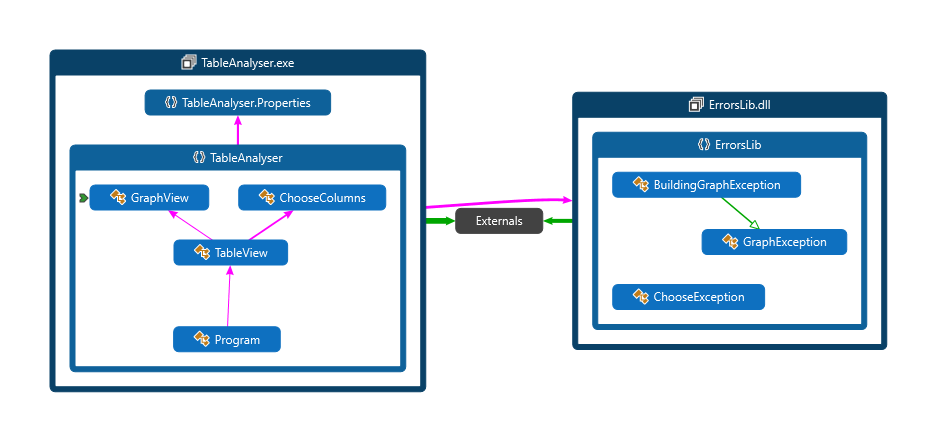 TableAnalyser.exe
TableAnalyser.Properties
TableAnalyser
GraphView
ChooseColumns
TableView
Program
Externals
ErrorsLib.dll
ErrorsLib
BuildingGraphException
GraphException
ChooseException